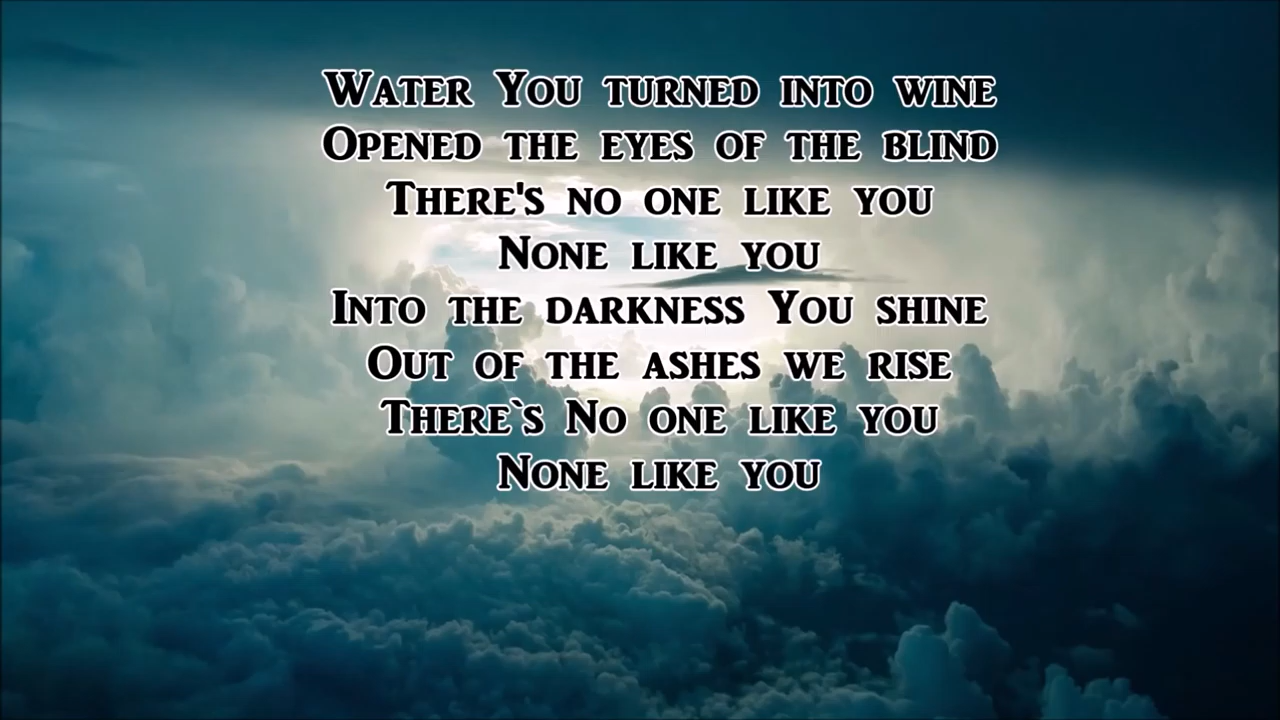 Water You turned into wine
Opened the eyes of the blind
There's no one like you
None like you
Into the darkness You shine
Out of the ashes we rise
There`s No one like you
None like you